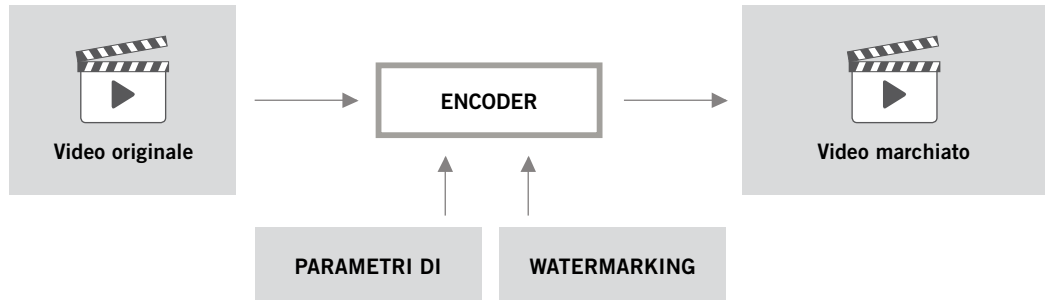 Video originale
ENCODER
Video marchiato
PARAMETRI DI
WATERMARKING